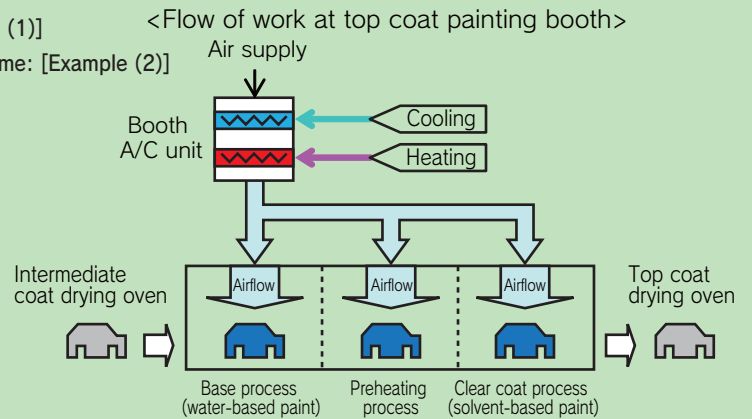 (1)]
<Flow of work at top coat painting booth>
me: [Example (2)]
Air supply
Booth
A/C unit
Cooling
Heating
Intermediate
coat drying oven
Airflow
Airflow
Airflow
Top coat
drying oven
Base process
(water-based paint)
Preheating
process
Clear coat process
(solvent-based paint)